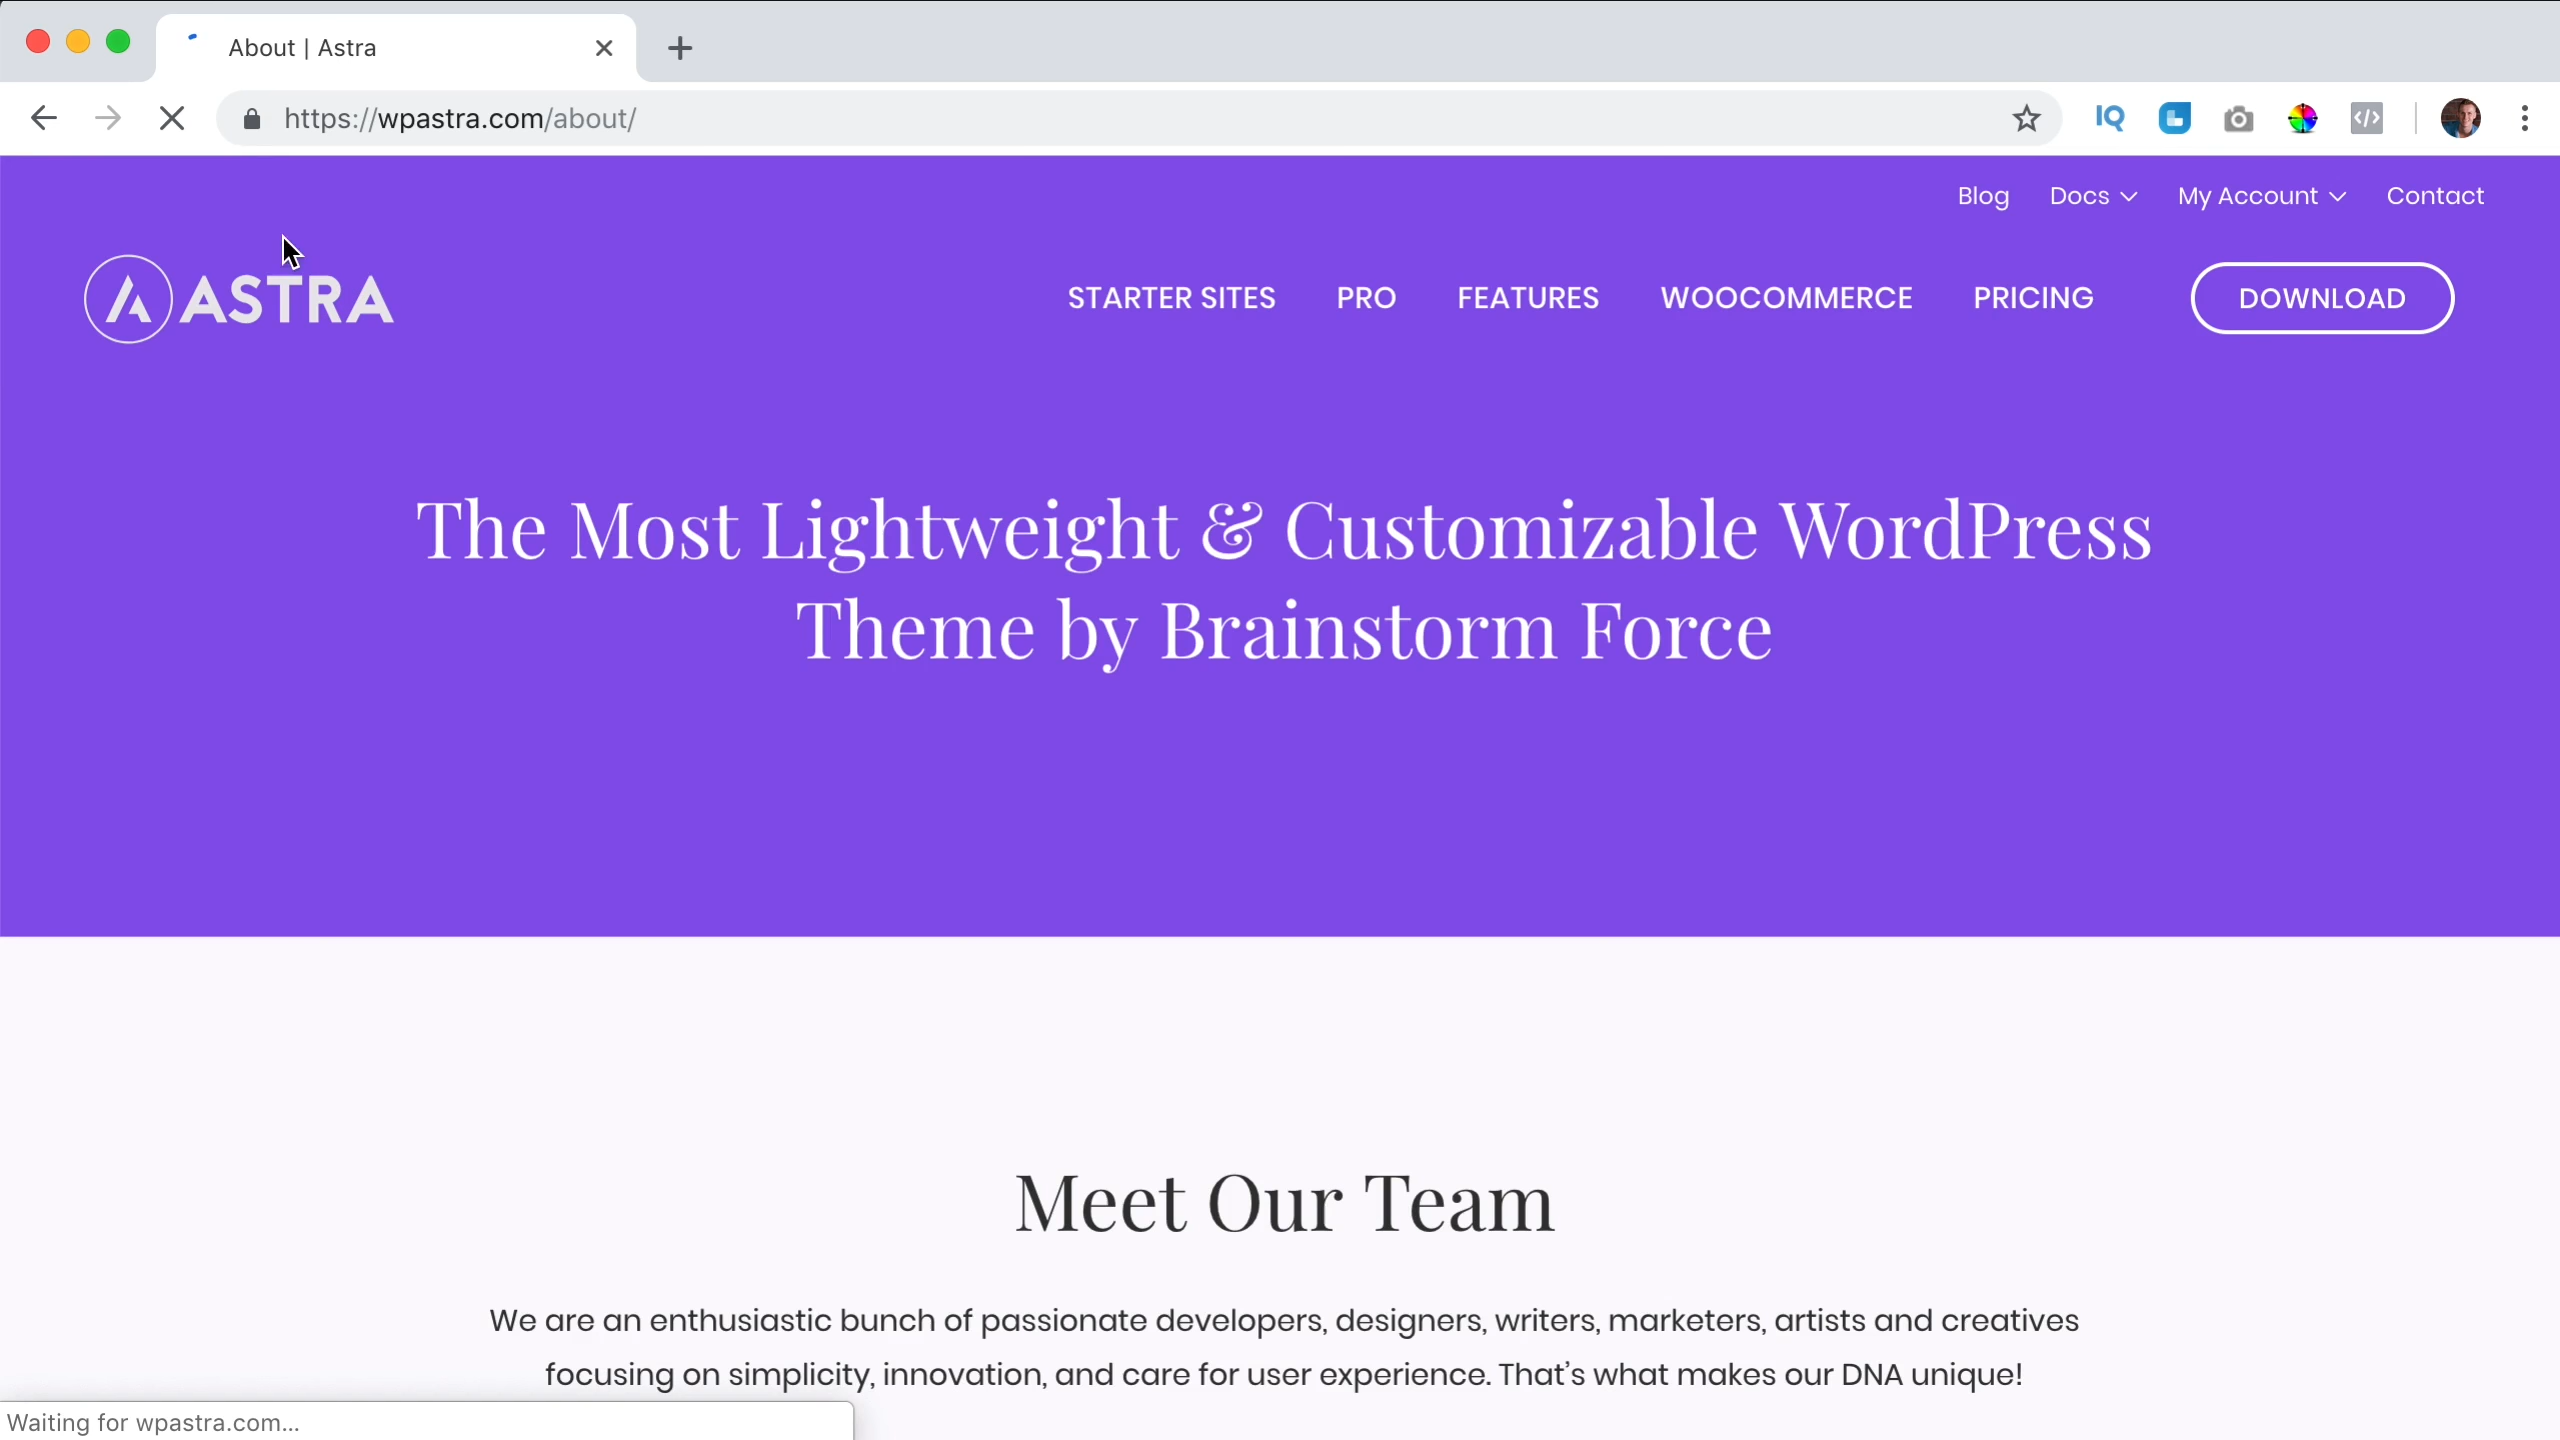 About | Astra
https://wpastra.com/about/
IQ
Blog Docs My Account Contact
ASTRA STARTER SITES PRO FEATURES WOOCOMMERCE PRICING DOWNLOAD
The Most Lightweight & Customizable WordPress
Theme by Brainstorm Force
Meet Our Team
We are an enthusiastic bunch of passionate developers, designers, writers, marketers, artists and creatives
focusing on simplicity, innovation, and care for user experience. That's what makes our DNA unique!
Waiting for wpastra.com...